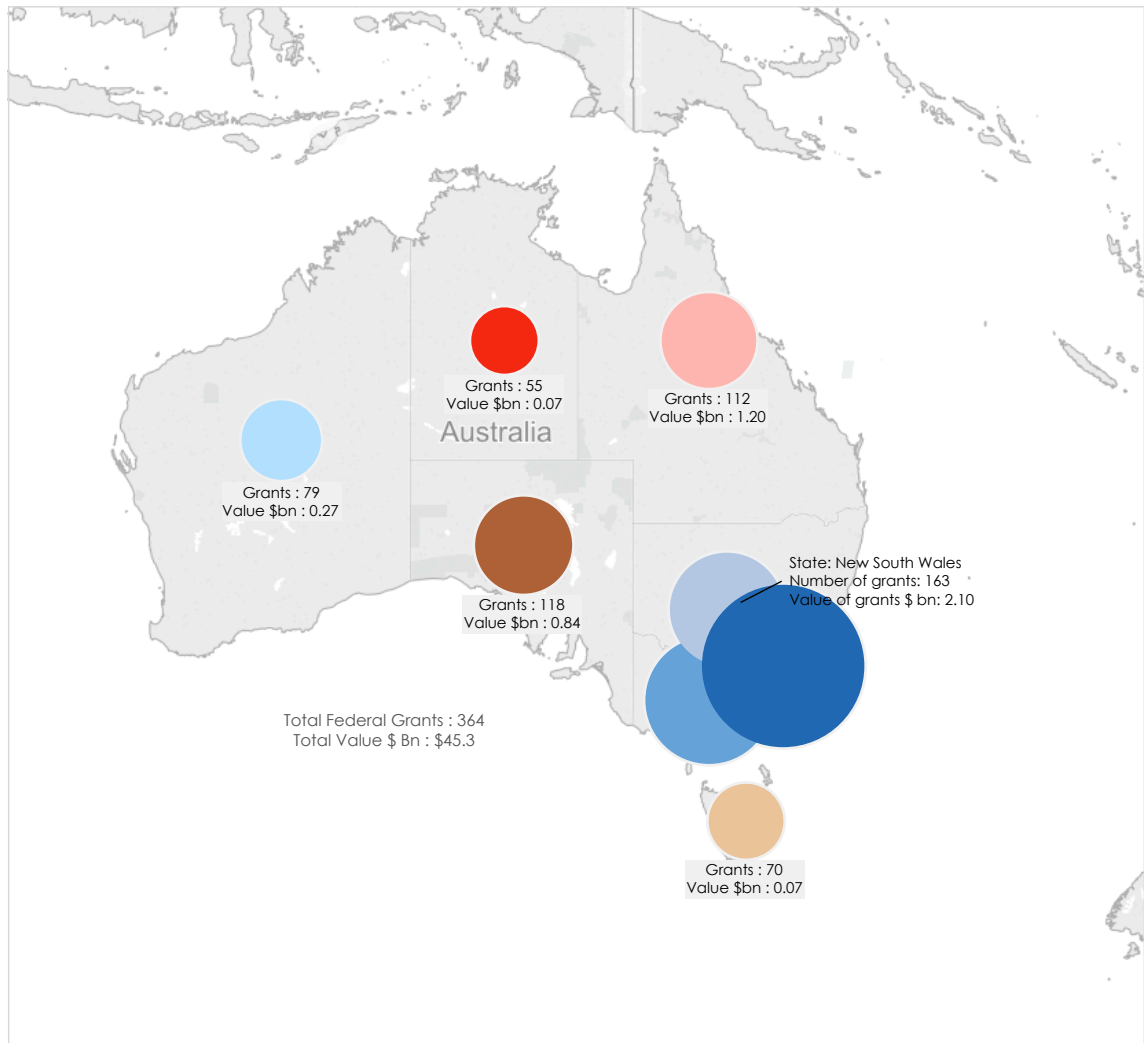 Grants : 55
Value $bn : 0.07
Grants : 112
Value $bn : 1.20
Australia
Grants : 79
Value $bn : 0.27
State: New South Wales
Number of grants: 163
Value of grants $ bn: 2.10
Grants : 118
Value $bn : 0.84
Total Federal Grants : 364
Total Value $ Bn : $45.3
Grants : 70
Value $bn : 0.07